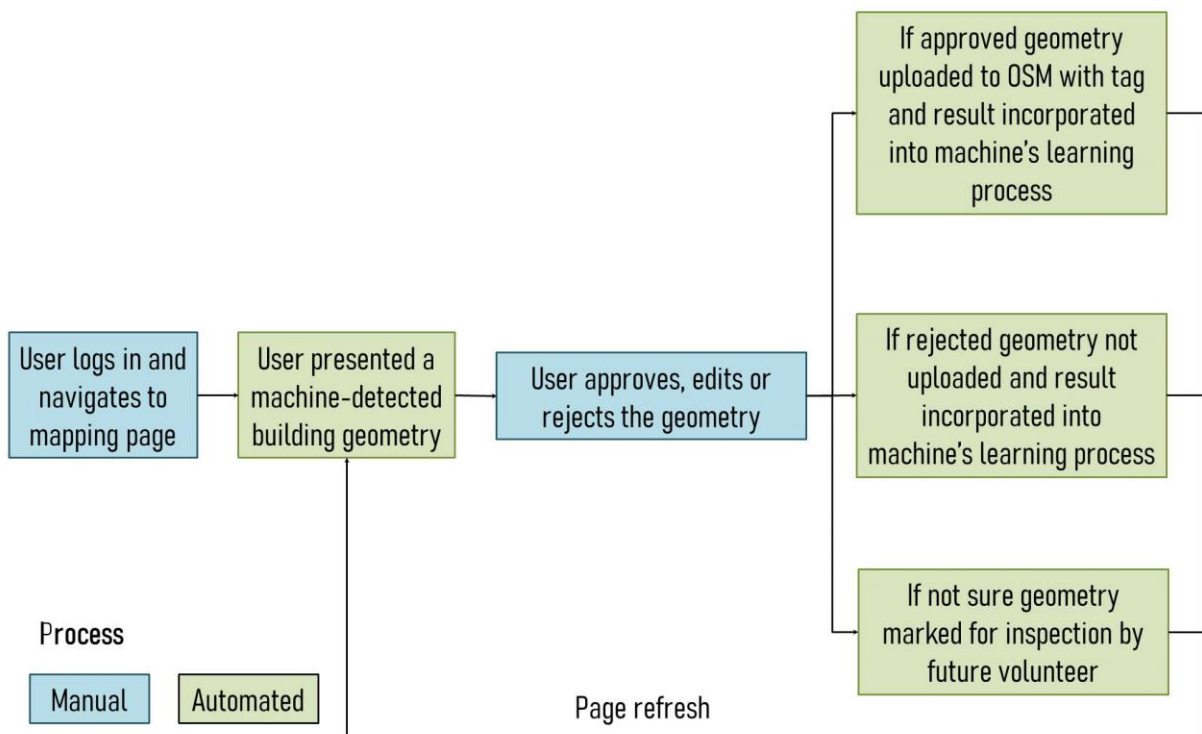 If approved geometry
uploaded to OSM with tag
and result incorporated
into machine's learning
process
User logs in and
navigates to
mapping page
User presented a
machine-detected
building geometry
User approves, edits or
rejects the geometry
If rejected geometry not
uploaded and result
incorporated into
machine's learning process
If not sure geometry
marked for inspection by
future volunteer
Process
Manual
Automated
Page refresh